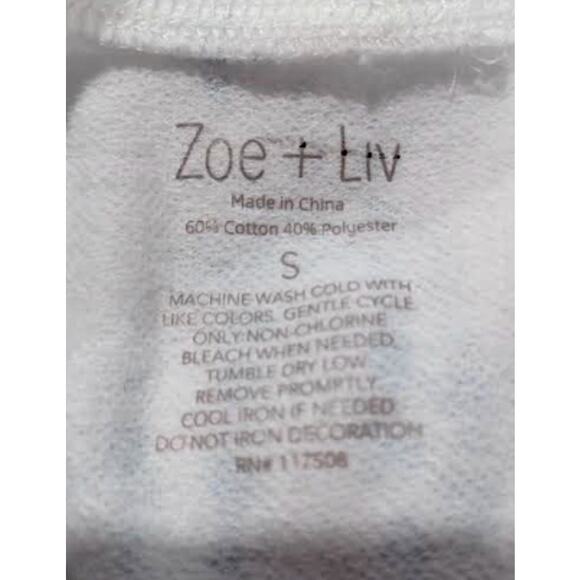 Zoe + Liv
Made in China
60% Cotton 40% Polyester
S
MACHINE WASH COLD WITH
LIKE COLORS. GENTLE CYCLE
ONLY NON-CHLORINE
BLEACH WHEN NEEDED.
TUMBLE DRY LOW
REMOVE PROMPTLY
COOL IRON IF NEEDED
DO NOT IRON DECORATION
RN# 117508